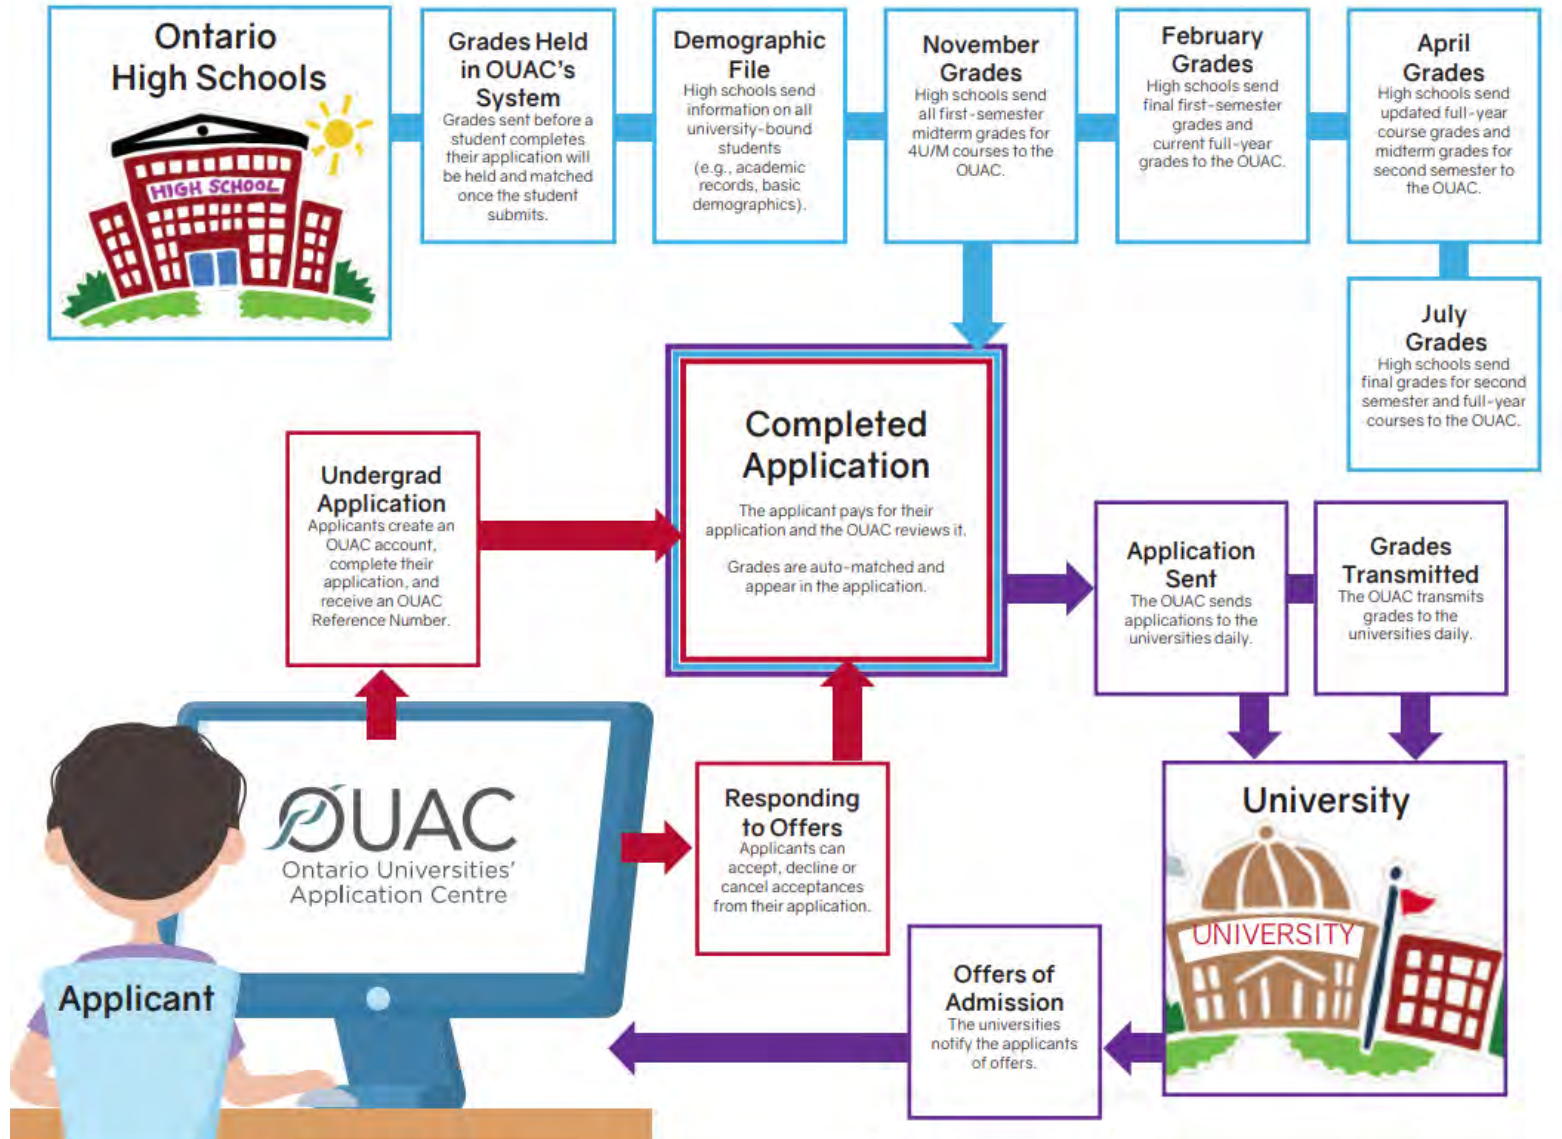 Ontario
High Schools
HIGH SCHOOL
Grades Held
in OUAC's
System
Grades sent before a
student completes
their application will
be held and matched
once the student
submits.
Demographic
File
High schools send
information on all
university-bound
students
(e.g., academic
records, basic
demographics).
November
Grades
High schools send
all first-semester
midterm grades for
4U/M courses to the
OUAC.
February
Grades
High schools send
final first-semester
grades and
current full-year
grades to the OUAC.
April
Grades
High schools send
updated full-year
course grades and
midterm grades for
second semester to
the OUAC.
July
Grades
High schools send
final grades for second
semester and full-year
courses to the OUAC.
Completed
Application
The applicant pays for their
application and the OUAC reviews it.
Grades are auto-matched and
appear in the application.
Undergrad
Application
Applicants create an
OUAC account,
complete their
application, and
receive an OUAC
Reference Number.
Application
Sent
The OUAC sends
applications to the
universities daily.
Grades
Transmitted
The OUAC transmits
grades to the
universities daily.
OUAC
Ontario Universities'
Application Centre
Applicant
Responding
to Offers
Applicants can
accept, decline or
cancel acceptances
from their application.
University
UNIVERSITY
Offers of
Admission
The universities
notify the applicants
of offers.